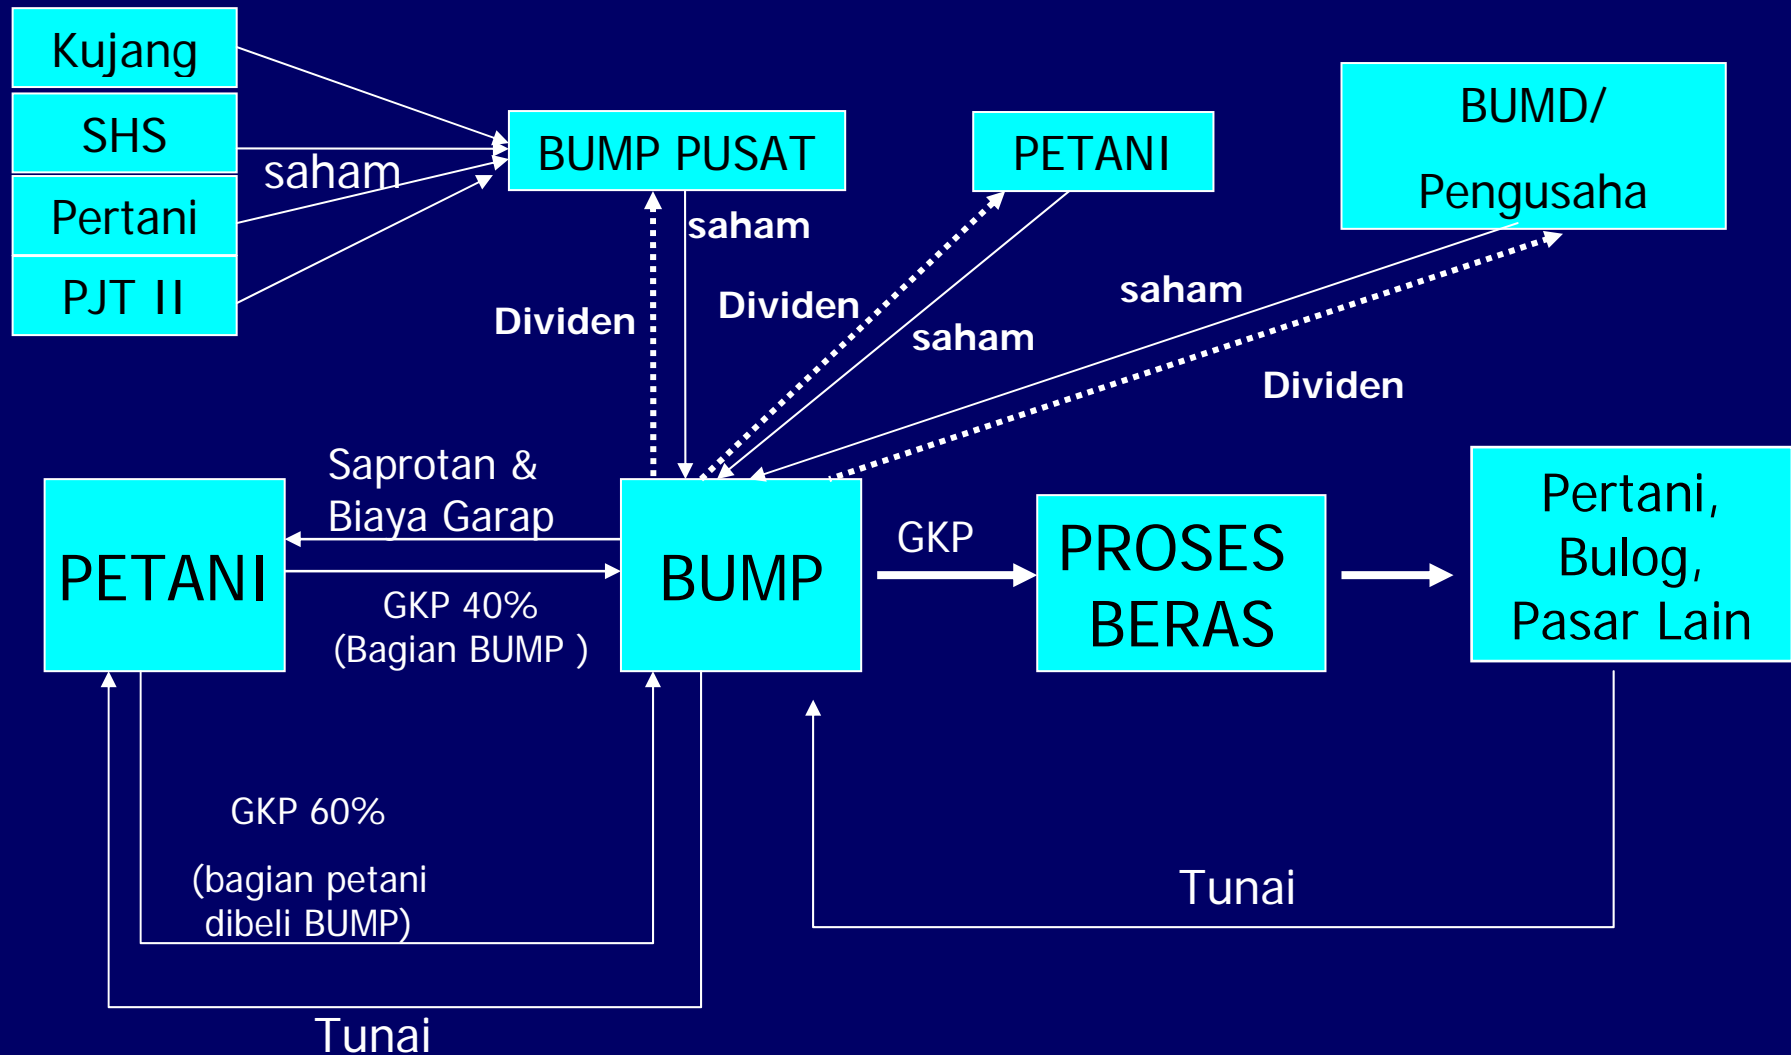 Kujang
SHS
saham
Pertani
PJT II
BUMP PUSAT
PETANI
BUMD/
Pengusaha
saham
Dividen
Dividen
saham
saham
Dividen
Saprotan &
Biaya Garap
PETANI
GKP 40%
(Bagian BUMP )
BUMP
GKP
PROSES
BERAS
Pertani,
Bulog,
Pasar Lain
GKP 60%
(bagian petani
dibeli BUMP)
Tunai
Tunai